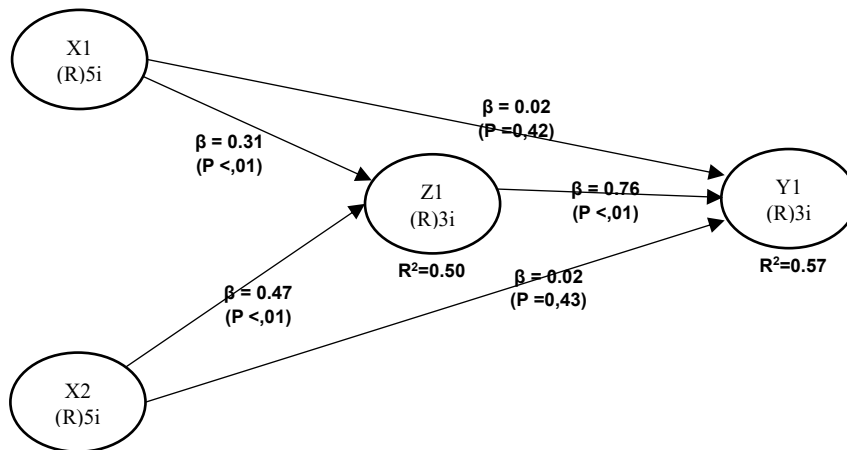 X1
(R)5i
β = 0.02
(P =0,42)
β = 0.31
(P <,01)
Z1
(R)3i
β = 0.76
(P <,01)
Y1
(R)3i
R²=0.50
R²=0.57
β = 0.02
(P =0,43)
β = 0.47
(P <,01)
X2
(R)5i